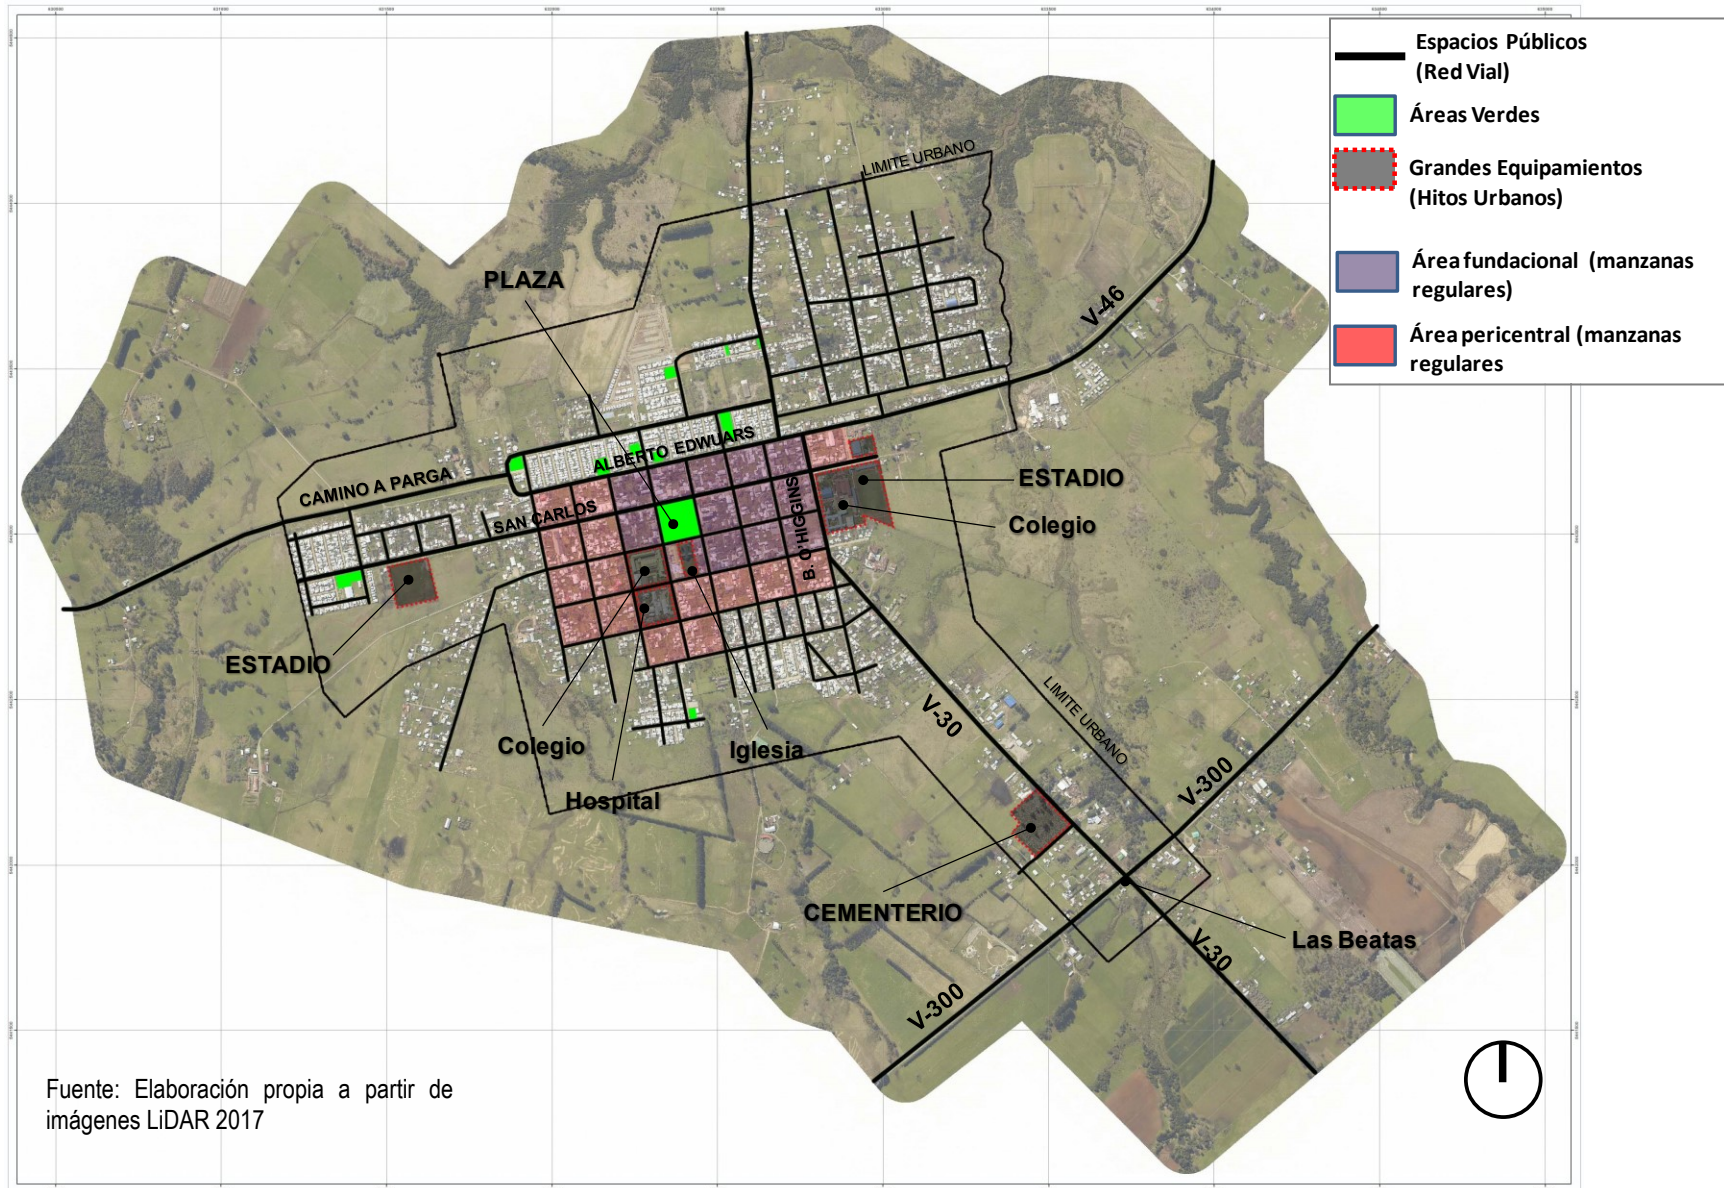 Espacios Públicos
(Red Vial)
Áreas Verdes
Grandes Equipamientos
(Hitos Urbanos)
Área fundacional (manzanas
regulares)
Área pericentral (manzanas
regulares
LIMITE URBANO
PLAZA
V-46
ALBERTO EDWUARS
CAMINO A PARGA
SAN CARLOS
B. O'HIGGINS
ESTADIO
Colegio
ESTADIO
V-30
LIMITE URBANO
Colegio
Iglesia
Hospital
V-300
CEMENTERIO
Las Beatas
V-30
V-300
Fuente: Elaboración propia a partir de
imágenes LiDAR 2017